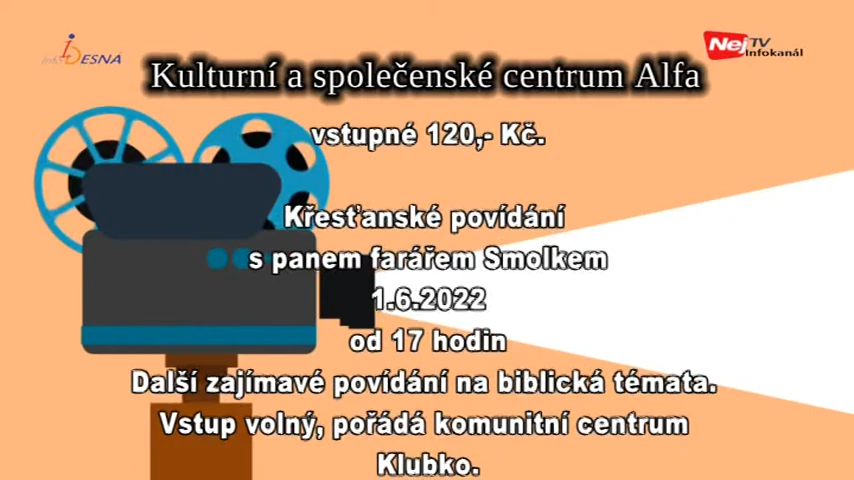 Info DESNA
Nej TV
Infokanál
Kulturní a společenské centrum Alfa
vstupné 120,- Kč.
Křesťanské povídání
s panem farářem Smolkem
1.6.2022
od 17 hodin
Další zajímavé povídání na biblická témata.
Vstup volný, pořádá komunitní centrum
Klubko.